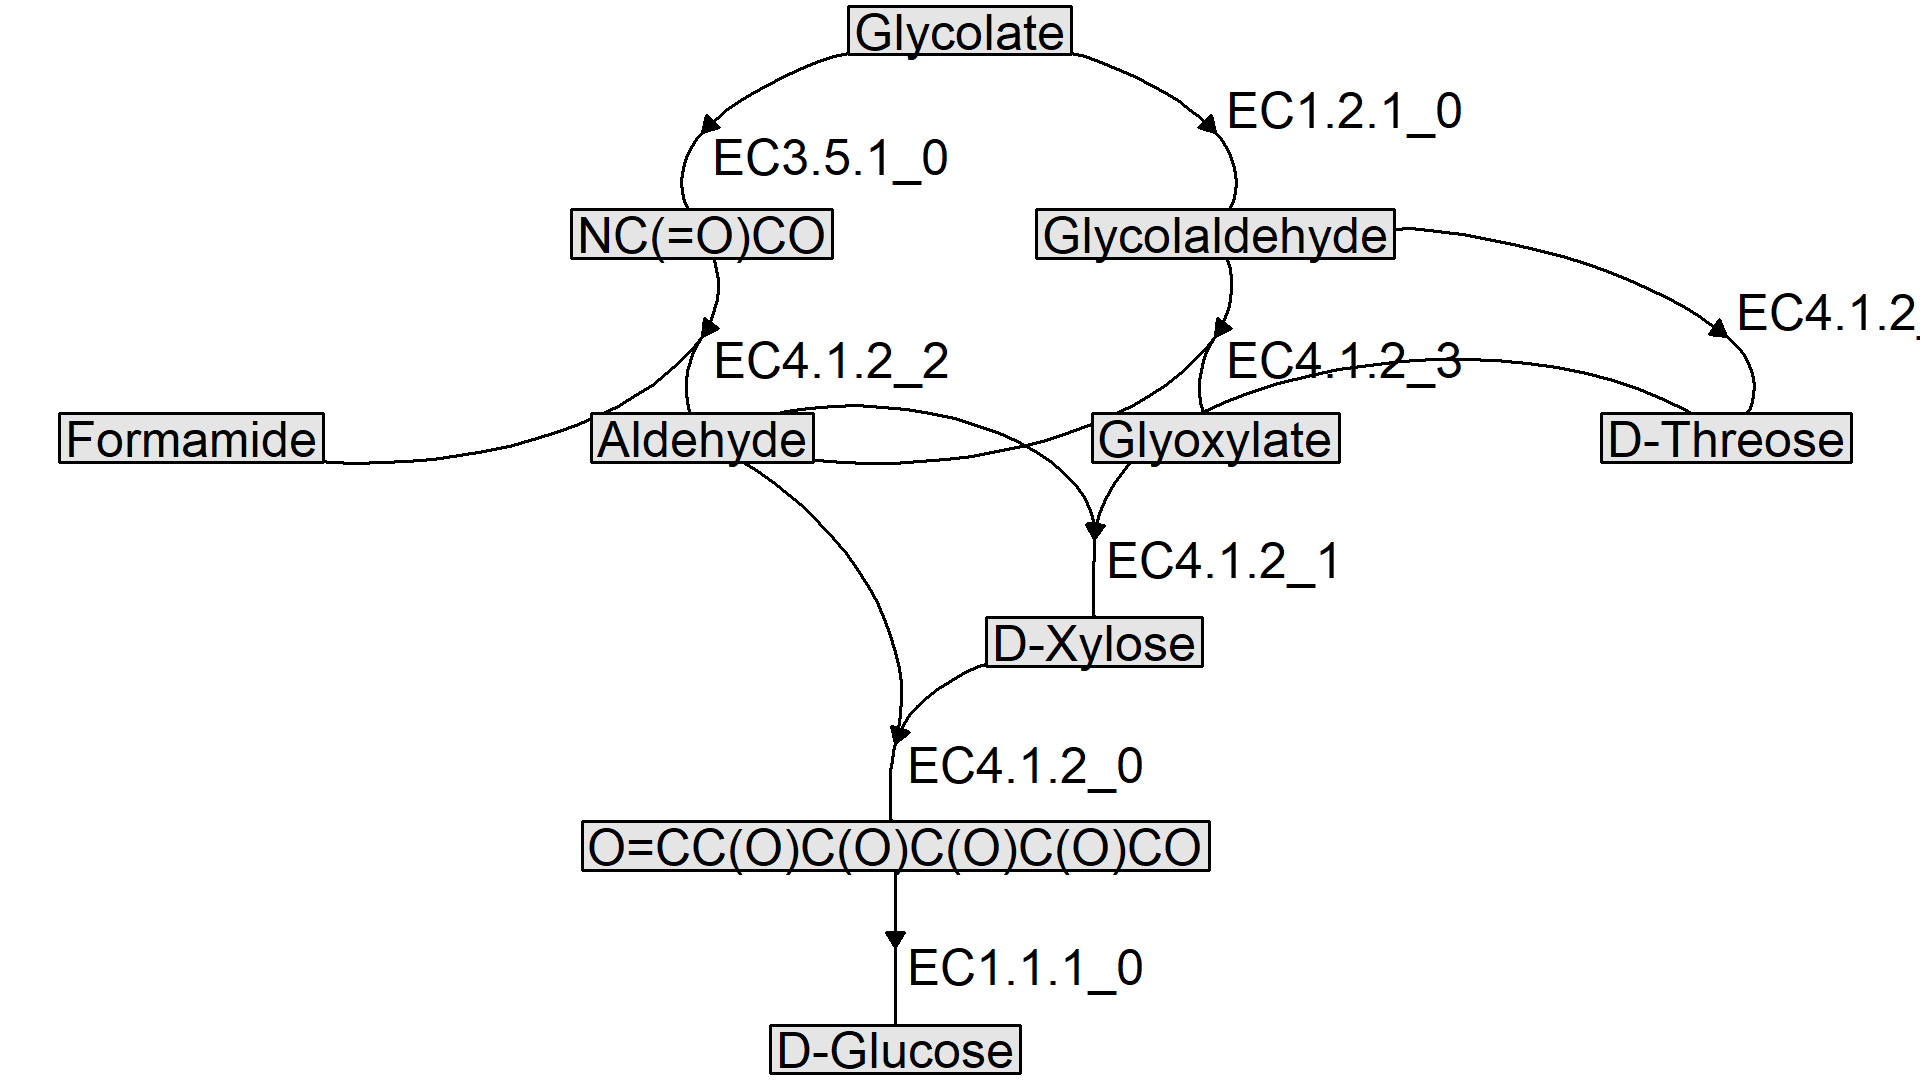 Glycolate
EC1.2.1_0
EC3.5.1_0
NC(=O)CO
Glycolaldehyde
EC4.1.2_
EC4.1.2_2
EC4.1.2_3
Formamide
Aldehyde
Glyoxylate
D-Threose
EC4.1.2_1
D-Xylose
EC4.1.2_0
O=CC(O)C(O)C(O)C(O)CO
EC1.1.1_0
D-Glucose